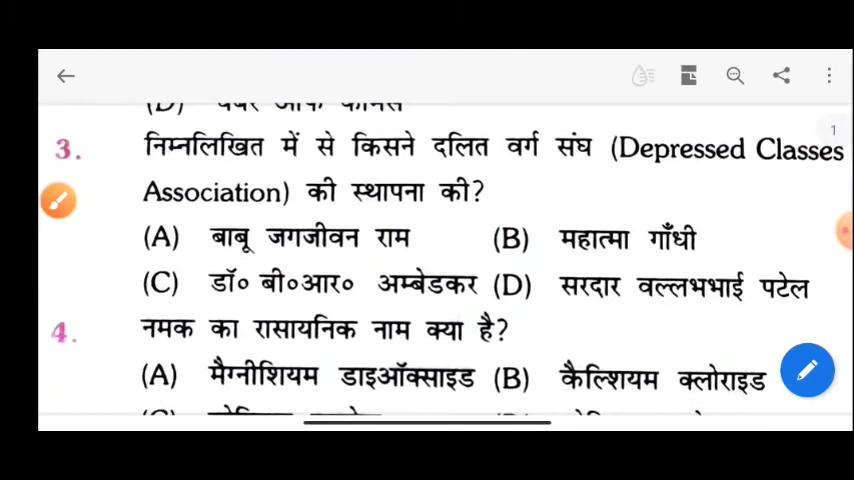 1
3. निम्नलिखित में से किसने दलित वर्ग संघ (Depressed Classes
Association) की स्थापना की?
(A) बाबू जगजीवन राम (B) महात्मा गाँधी
(C) डॉ० बी०आर० अम्बेडकर (D) सरदार वल्लभभाई पटेल
4. नमक का रासायनिक नाम क्या है?
(A) मैग्नीशियम डाइऑक्साइड (B) कैल्शियम क्लोराइड